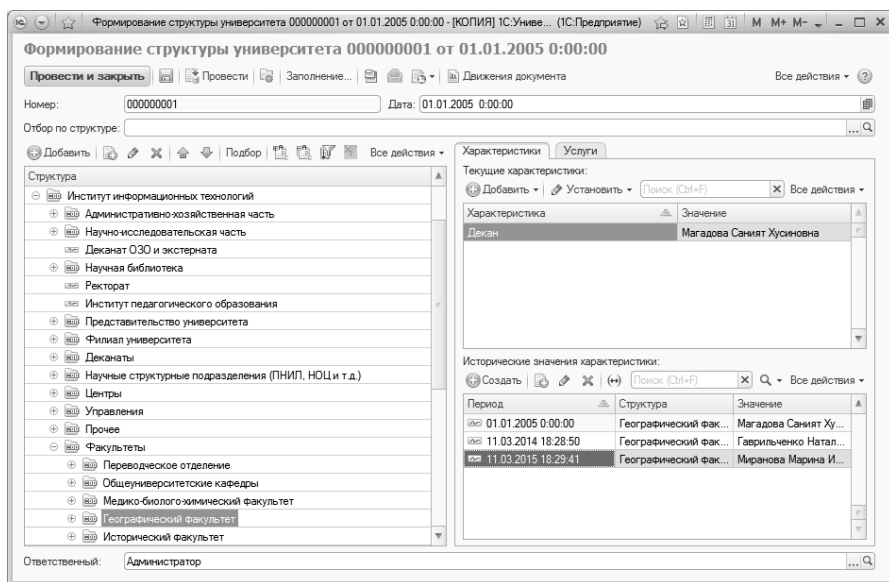 Формирование структуры университета 000000001 от 01.01.2005 0:00:00 - [КОПИЯ] 1С:Униве... (1С:Предприятие) M M+ M-
Формирование структуры университета 000000001 от 01.01.2005 0:00:00
Провести и закрыть Провести Заполнение... Движения документа Все действия
Номер: 000000001 Дата: 01.01.2005 0:00:00
Отбор по структуре:
Добавить Подбор Все действия
Структура
Институт информационных технологий
Административно-хозяйственная часть
Научно-исследовательская часть
Деканат ОЗО и экстерната
Научная библиотека
Ректорат
Институт педагогического образования
Представительство университета
Филиал университета
Деканаты
Научные структурные подразделения (ПНИЛ, НОЦ и т.д.)
Центры
Управления
Прочее
Факультеты
Переводческое отделение
Общеуниверситетские кафедры
Медико-биолого-химический факультет
Географический факультет
Исторический факультет
Характеристики Услуги
Текущие характеристики:
Добавить Установить Поиск (Ctrl+F) Все действия
Характеристика Значение
Декан Магадова Саният Хусиновна
Исторические значения характеристики:
Создать Поиск (Ctrl+F) Все действия
Период Структура Значение
01.01.2005 0:00:00 Географический фак... Магадова Саният Ху...
11.03.2014 18:28:50 Географический фак... Гаврильченко Натал...
11.03.2015 18:29:41 Географический фак... Миранова Марина И...
Ответственный: Администратор